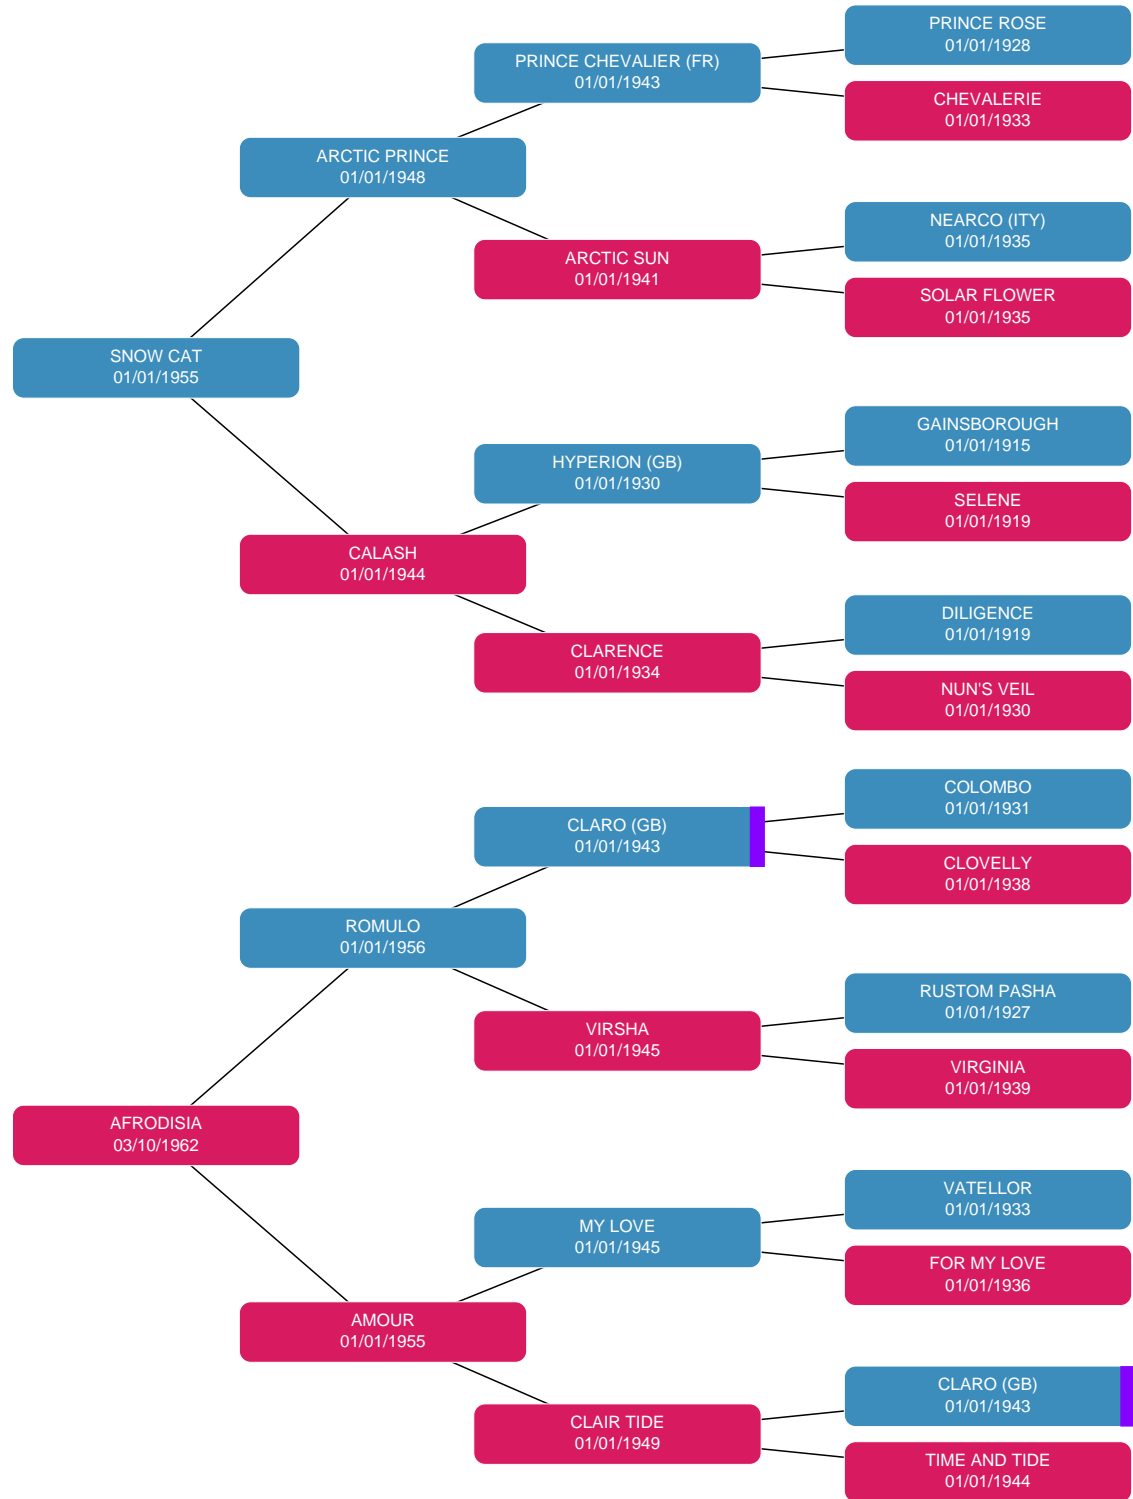 PRINCE ROSE
01/01/1928
PRINCE CHEVALIER (FR)
01/01/1943
CHEVALERIE
01/01/1933
ARCTIC PRINCE
01/01/1948
NEARCO (ITY)
01/01/1935
ARCTIC SUN
01/01/1941
SOLAR FLOWER
01/01/1935
SNOW CAT
01/01/1955
GAINSBOROUGH
01/01/1915
HYPERION (GB)
01/01/1930
SELENE
01/01/1919
CALASH
01/01/1944
DILIGENCE
01/01/1919
CLARENCE
01/01/1934
NUN'S VEIL
01/01/1930
COLOMBO
01/01/1931
CLARO (GB)
01/01/1943
CLOVELLY
01/01/1938
ROMULO
01/01/1956
RUSTOM PASHA
01/01/1927
VIRSHA
01/01/1945
VIRGINIA
01/01/1939
AFRODISIA
03/10/1962
VATELLOR
01/01/1933
MY LOVE
01/01/1945
FOR MY LOVE
01/01/1936
AMOUR
01/01/1955
CLARO (GB)
01/01/1943
CLAIR TIDE
01/01/1949
TIME AND TIDE
01/01/1944